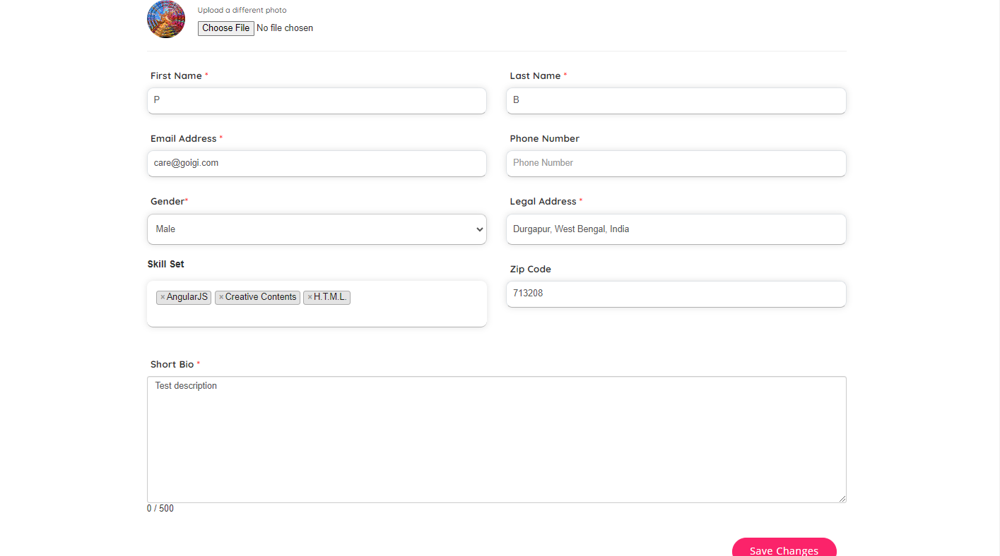 Upload a different photo
Choose File No file chosen
First Name *
Last Name *
P
B
Email Address *
Phone Number
care@goigi.com
Phone Number
Gender*
Legal Address *
Male
Durgapur, West Bengal, India
Skill Set
Zip Code
×AngularJS ×Creative Contents ×H.T.M.L.
713208
Short Bio *
Test description
0 / 500
Save Changes